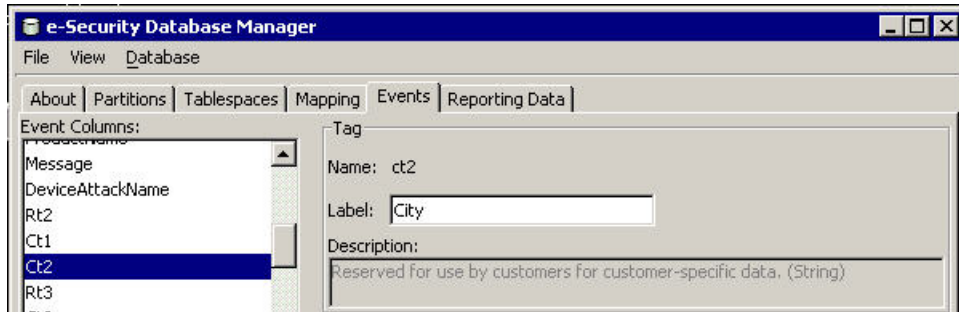 e-Security Database Manager
File View Database
About Partitions Tablespaces Mapping Events Reporting Data
Event Columns:
ProductName
Message
DeviceAttackName
Rt2
Ct1
Ct2
Rt3
Tag
Name: ct2
Label: City
Description:
Reserved for use by customers for customer-specific data. (String)